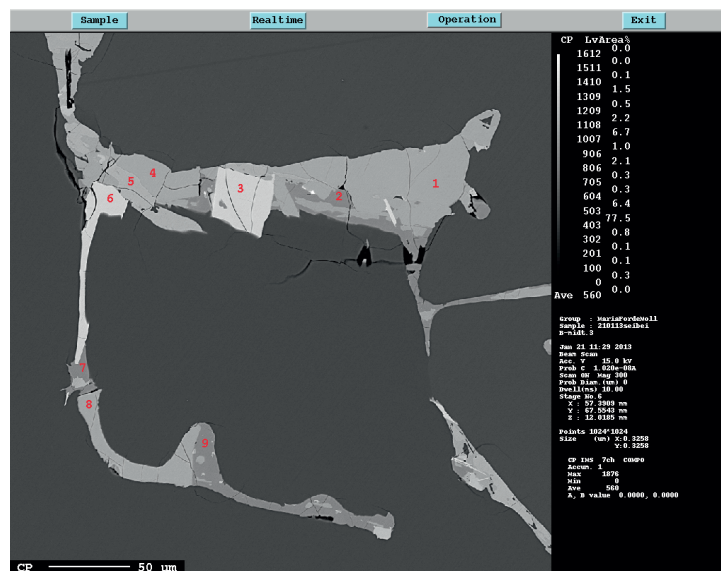 Sample Realtime Operation Exit
CP LvArea%
1612 0.0
1511 0.0
1410 0.1
1309 1.5
1209 0.5
1108 2.2
1007 6.7
906 1.0
806 2.1
705 0.3
604 0.3
503 6.4
403 77.5
302 0.8
201 0.1
100 0.1
0 0.3
Ave 560 0.0
Group : MariaFordeMoll
Sample : 210113seibei
B-midt.3
Jan 21 11:29 2013
Beam Scan
Acc. V 15.0 kV
Prob C 1.020e-08A
Scan ON Mag 300
Prob Diam.(um) 0
Dwell(ms) 10.00
Stage No.6
X : 57.3909 mm
Y : 67.5543 mm
Z : 12.0185 mm
Points 1024*1024
Size (um) X:0.3258
Y:0.3258
CP IMS 7ch COMPO
Accum. 1
Max 1876
Min 0
Ave 560
A, B value 0.0000, 0.0000
1
2
3
4
5
6
7
8
9
CP 50 um